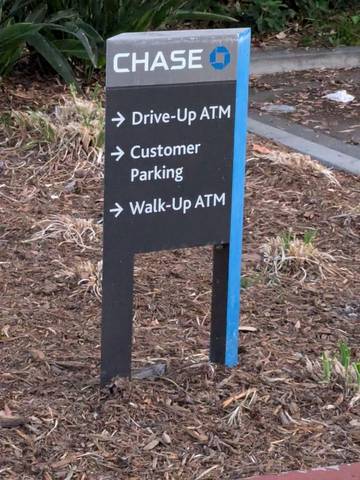 CHASE
→ Drive-Up ATM
→ Customer
Parking
→ Walk-Up ATM